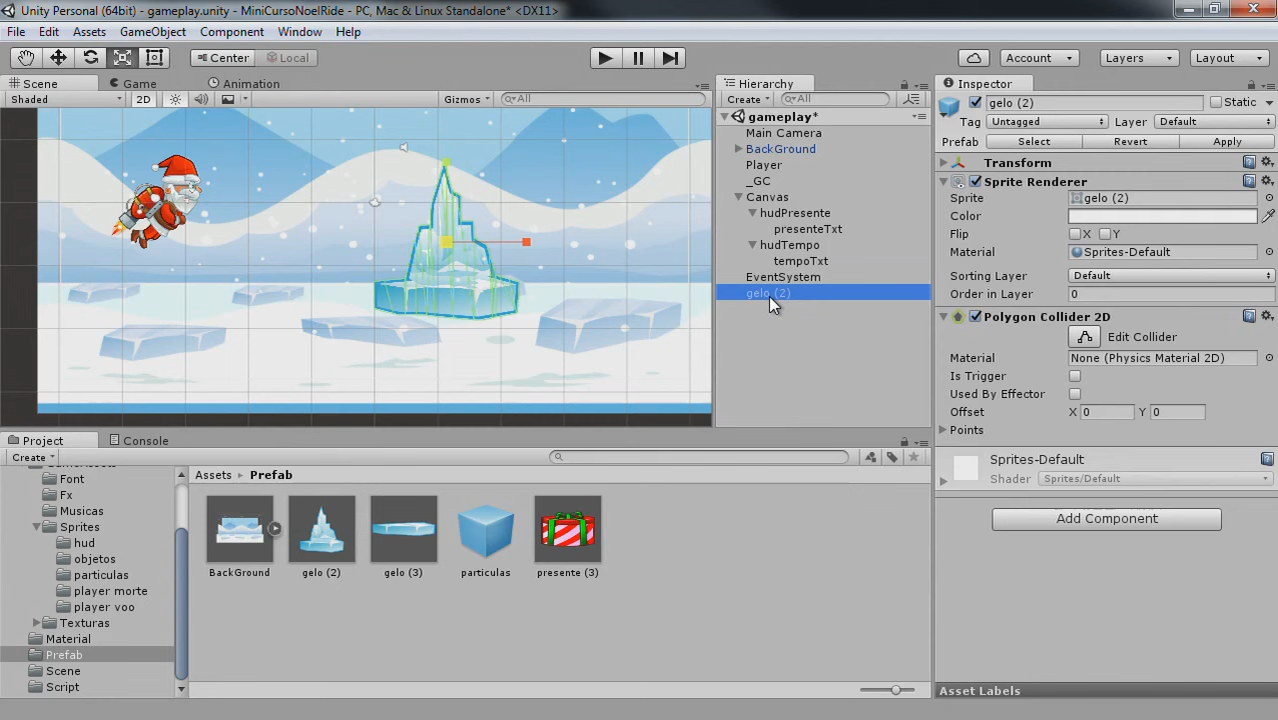 Unity Personal (64bit) - gameplay.unity - MiniCursoNoelRide - PC, Mac & Linux Standalone* <DX11>
File Edit Assets GameObject Component Window Help
Center Local Account Layers Layout
Scene Game Animation
Shaded 2D Gizmos All
Hierarchy
Create All
gameplay*
Main Camera
BackGround
Player
_GC
Canvas
hudPresente
presenteTxt
hudTempo
tempoTxt
EventSystem
gelo (2)
Inspector
gelo (2) Static
Tag Untagged Layer Default
Prefab Select Revert Apply
Transform
Sprite Renderer
Sprite gelo (2)
Color
Flip X Y
Material Sprites-Default
Sorting Layer Default
Order in Layer 0
Polygon Collider 2D
Edit Collider
Material None (Physics Material 2D)
Is Trigger
Used By Effector
Offset X 0 Y 0
Points
Sprites-Default
Shader Sprites/Default
Add Component
Asset Labels
Project Console
Create
Font
Fx
Musicas
Sprites
hud
objetos
particulas
player morte
player voo
Texturas
Material
Prefab
Scene
Script
Assets Prefab
BackGround gelo (2) gelo (3) particulas presente (3)